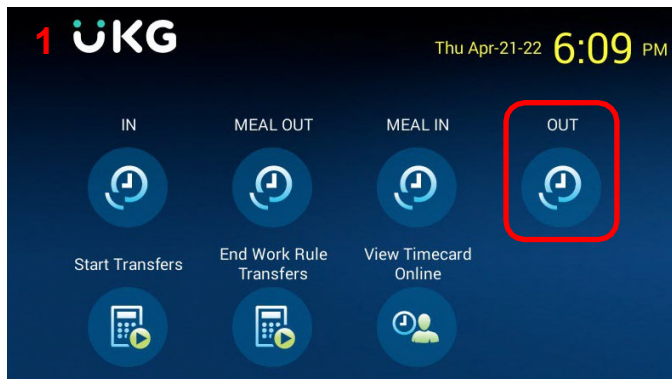 1 UKG
Thu Apr-21-22 6:09 PM
IN MEAL OUT MEAL IN OUT
Start Transfers
End Work Rule
Transfers
View Timecard
Online